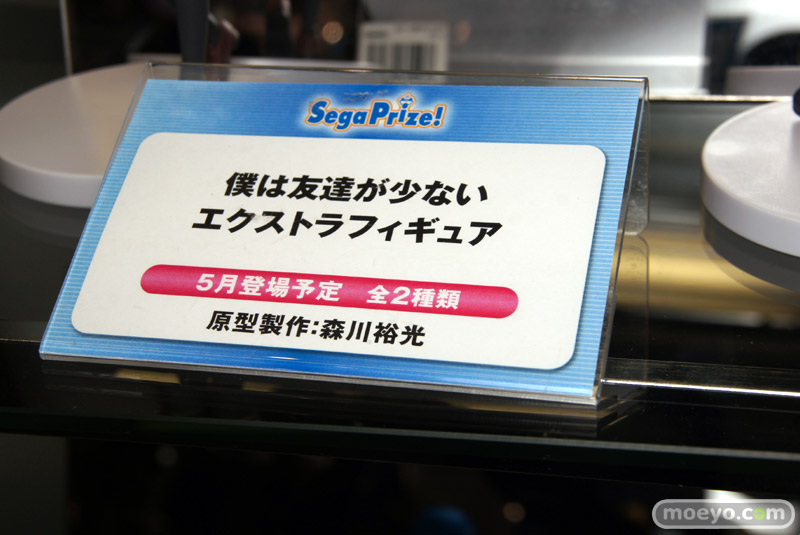 Sega Prize!
僕は友達が少ない
エクストラフィギュア
5月登場予定 全2種類
原型製作:森川裕光
moeyo.com